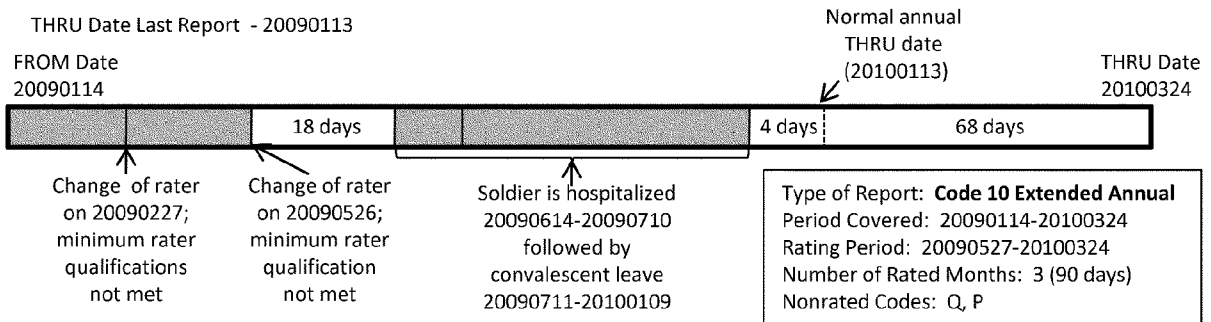 THRU Date Last Report - 20090113
FROM Date
20090114
Normal annual
THRU date
(20100113)
THRU Date
20100324
18 days
4 days
68 days
Change of rater
on 20090227;
minimum rater
qualifications
not met
Change of rater
on 20090526;
minimum rater
qualification
not met
Soldier is hospitalized
20090614-20090710
followed by
convalescent leave
20090711-20100109
Type of Report: Code 10 Extended Annual
Period Covered: 20090114-20100324
Rating Period: 20090527-20100324
Number of Rated Months: 3 (90 days)
Nonrated Codes: Q, P